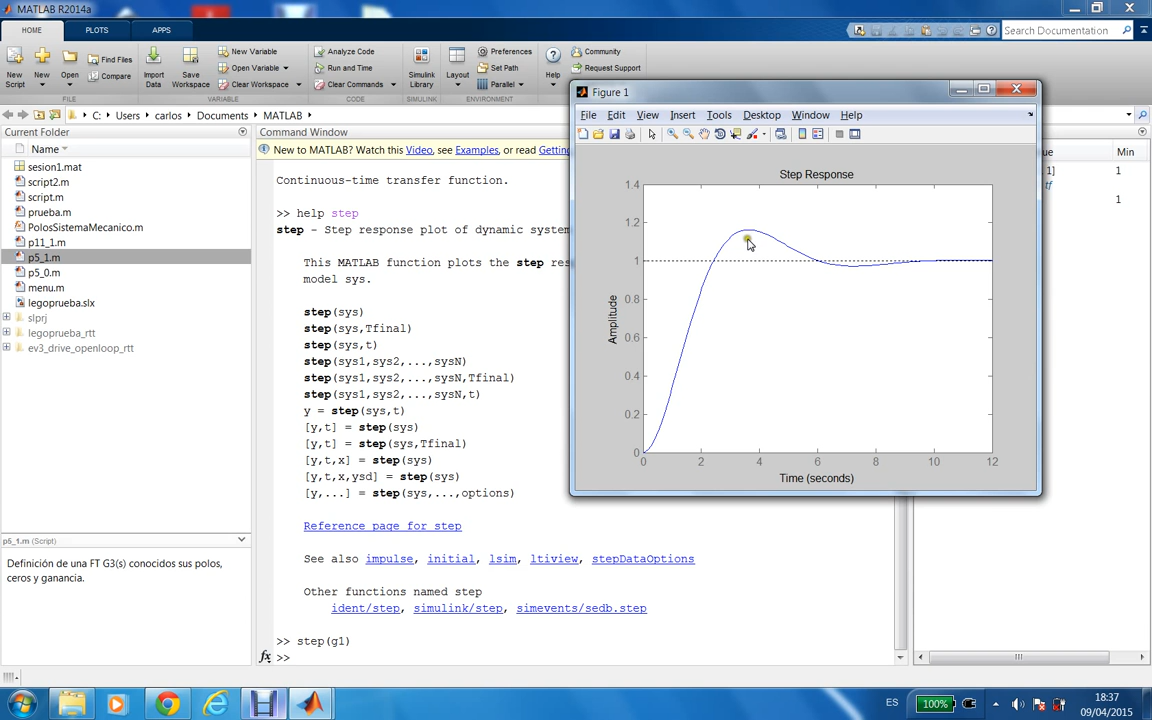 MATLAB R2014a
HOME PLOTS APPS
Search Documentation
New Script
New
Open
Find Files
Compare
FILE
Import Data
Save Workspace
New Variable
Open Variable
Clear Workspace
VARIABLE
Analyze Code
Run and Time
Clear Commands
CODE
Simulink Library
SIMULINK
Layout
Preferences
Set Path
Parallel
ENVIRONMENT
Help
Community
Request Support
C: Users carlos Documents MATLAB
Current Folder
Name
sesion1.mat
script2.m
script.m
prueba.m
PolosSistemaMecanico.m
p11_1.m
p5_1.m
p5_0.m
menu.m
legoprueba.slx
slprj
legoprueba_rtt
ev3_drive_openloop_rtt
p5_1.m (Script)
Definición de una FT G3(s) conocidos sus polos,
ceros y ganancia.
Command Window
New to MATLAB? Watch this Video, see Examples, or read Getting
Continuous-time transfer function.
>> help step
step - Step response plot of dynamic system
This MATLAB function plots the step res
model sys.
step(sys)
step(sys,Tfinal)
step(sys,t)
step(sys1,sys2,...,sysN)
step(sys1,sys2,...,sysN,Tfinal)
step(sys1,sys2,...,sysN,t)
y = step(sys,t)
[y,t] = step(sys)
[y,t] = step(sys,Tfinal)
[y,t,x] = step(sys)
[y,t,x,ysd] = step(sys)
[y,...] = step(sys,...,options)
Reference page for step
See also impulse, initial, lsim, ltiview, stepDataOptions
Other functions named step
ident/step, simulink/step, simevents/sedb.step
>> step(g1)
fx >>
Figure 1
File Edit View Insert Tools Desktop Window Help
Step Response
1.4
1.2
1
0.8
0.6
0.4
0.2
0
Amplitude
0 2 4 6 8 10 12
Time (seconds)
ue Min
1] 1
tf
1
ES 100% 18:37
09/04/2015